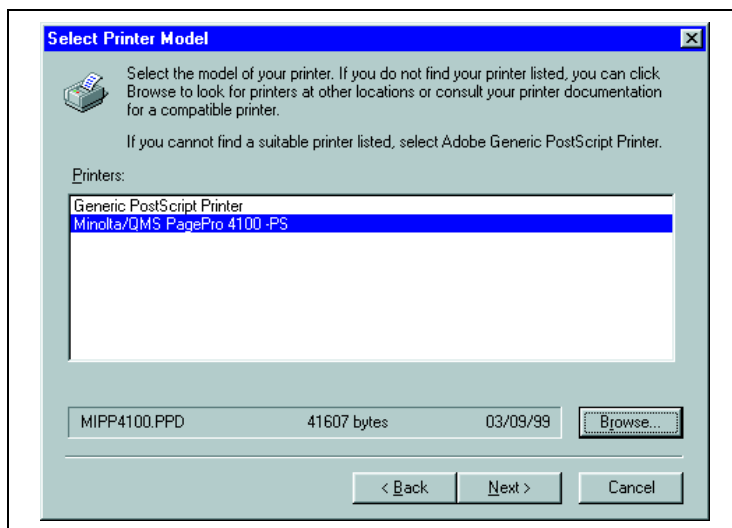 Select Printer Model
Select the model of your printer. If you do not find your printer listed, you can click
Browse to look for printers at other locations or consult your printer documentation
for a compatible printer.
If you cannot find a suitable printer listed, select Adobe Generic PostScript Printer.
Printers:
Generic PostScript Printer
Minolta/QMS PagePro 4100 -PS
MIPP4100.PPD 41607 bytes 03/09/99 Browse...
< Back Next > Cancel